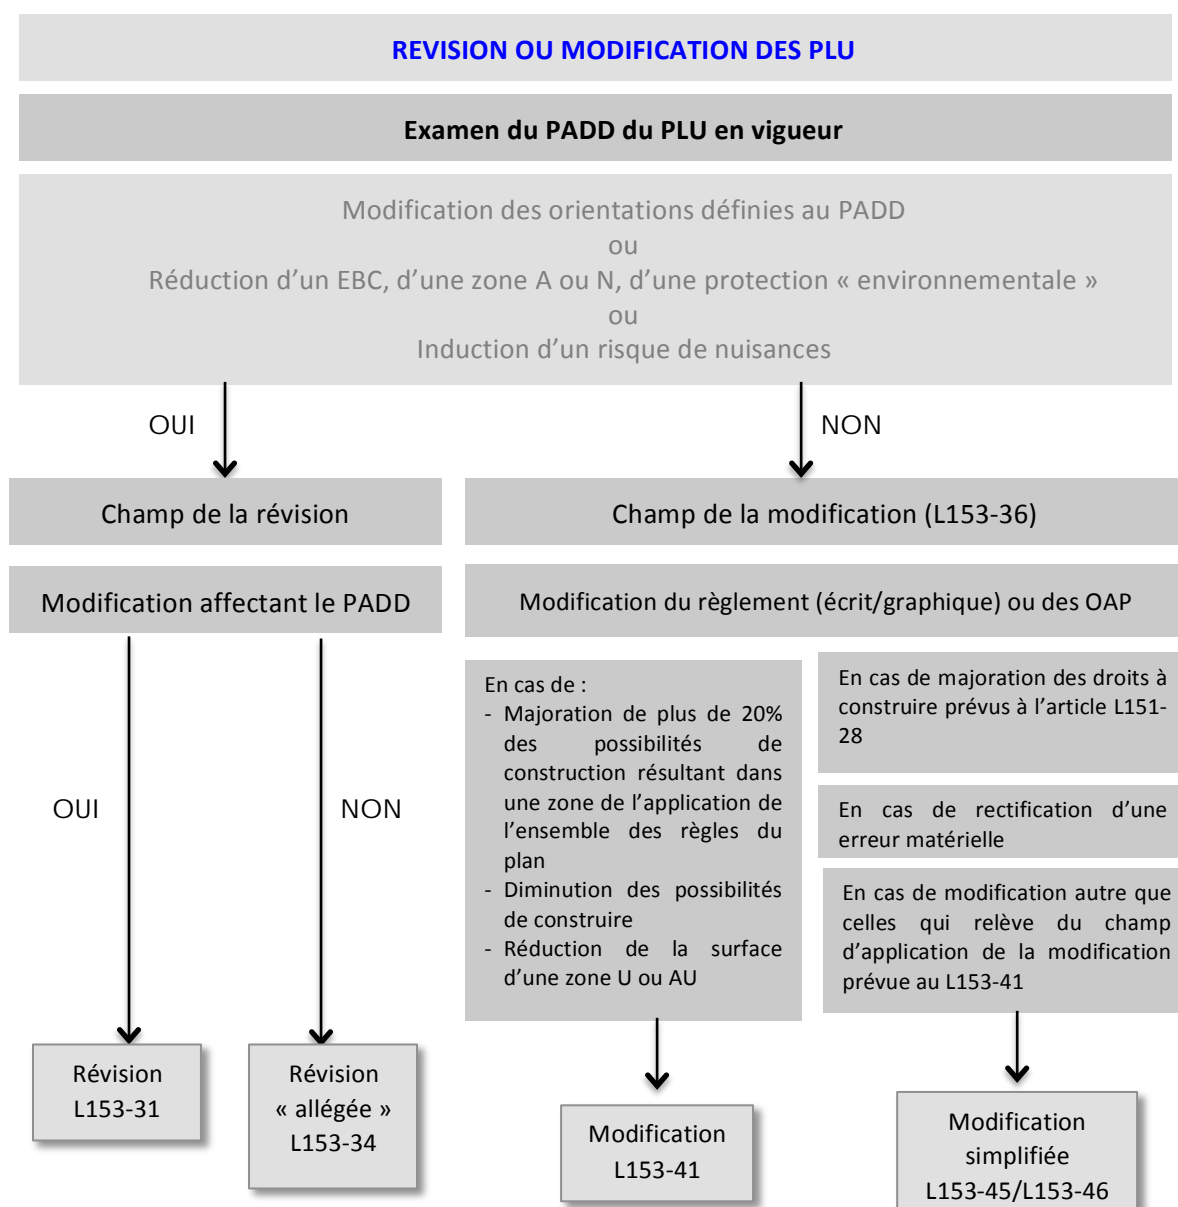 REVISION OU MODIFICATION DES PLU
Examen du PADD du PLU en vigueur
Modification des orientations définies au PADD
ou
Réduction d’un EBC, d’une zone A ou N, d’une protection « environnementale »
ou
Induction d’un risque de nuisances
OUI
NON
Champ de la révision
Champ de la modification (L153-36)
Modification affectant le PADD
Modification du règlement (écrit/graphique) ou des OAP
OUI
NON
En cas de :
- Majoration de plus de 20%
des possibilités de
construction résultant dans
une zone de l’application de
l’ensemble des règles du
plan
- Diminution des possibilités
de construire
- Réduction de la surface
d’une zone U ou AU
En cas de majoration des droits à
construire prévus à l’article L151-
28
En cas de rectification d’une
erreur matérielle
En cas de modification autre que
celles qui relève du champ
d’application de la modification
prévue au L153-41
Révision
L153-31
Révision
« allégée »
L153-34
Modification
L153-41
Modification
simplifiée
L153-45/L153-46